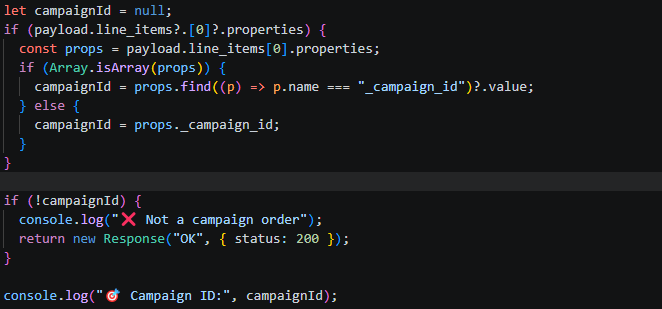 let campaignId = null;
if (payload.line_items?.[0]?.properties) {
  const props = payload.line_items[0].properties;
  if (Array.isArray(props)) {
    campaignId = props.find((p) => p.name === "_campaign_id")?.value;
  } else {
    campaignId = props._campaign_id;
  }
}

if (!campaignId) {
  console.log("❌ Not a campaign order");
  return new Response("OK", { status: 200 });
}

console.log("🎯 Campaign ID:", campaignId);